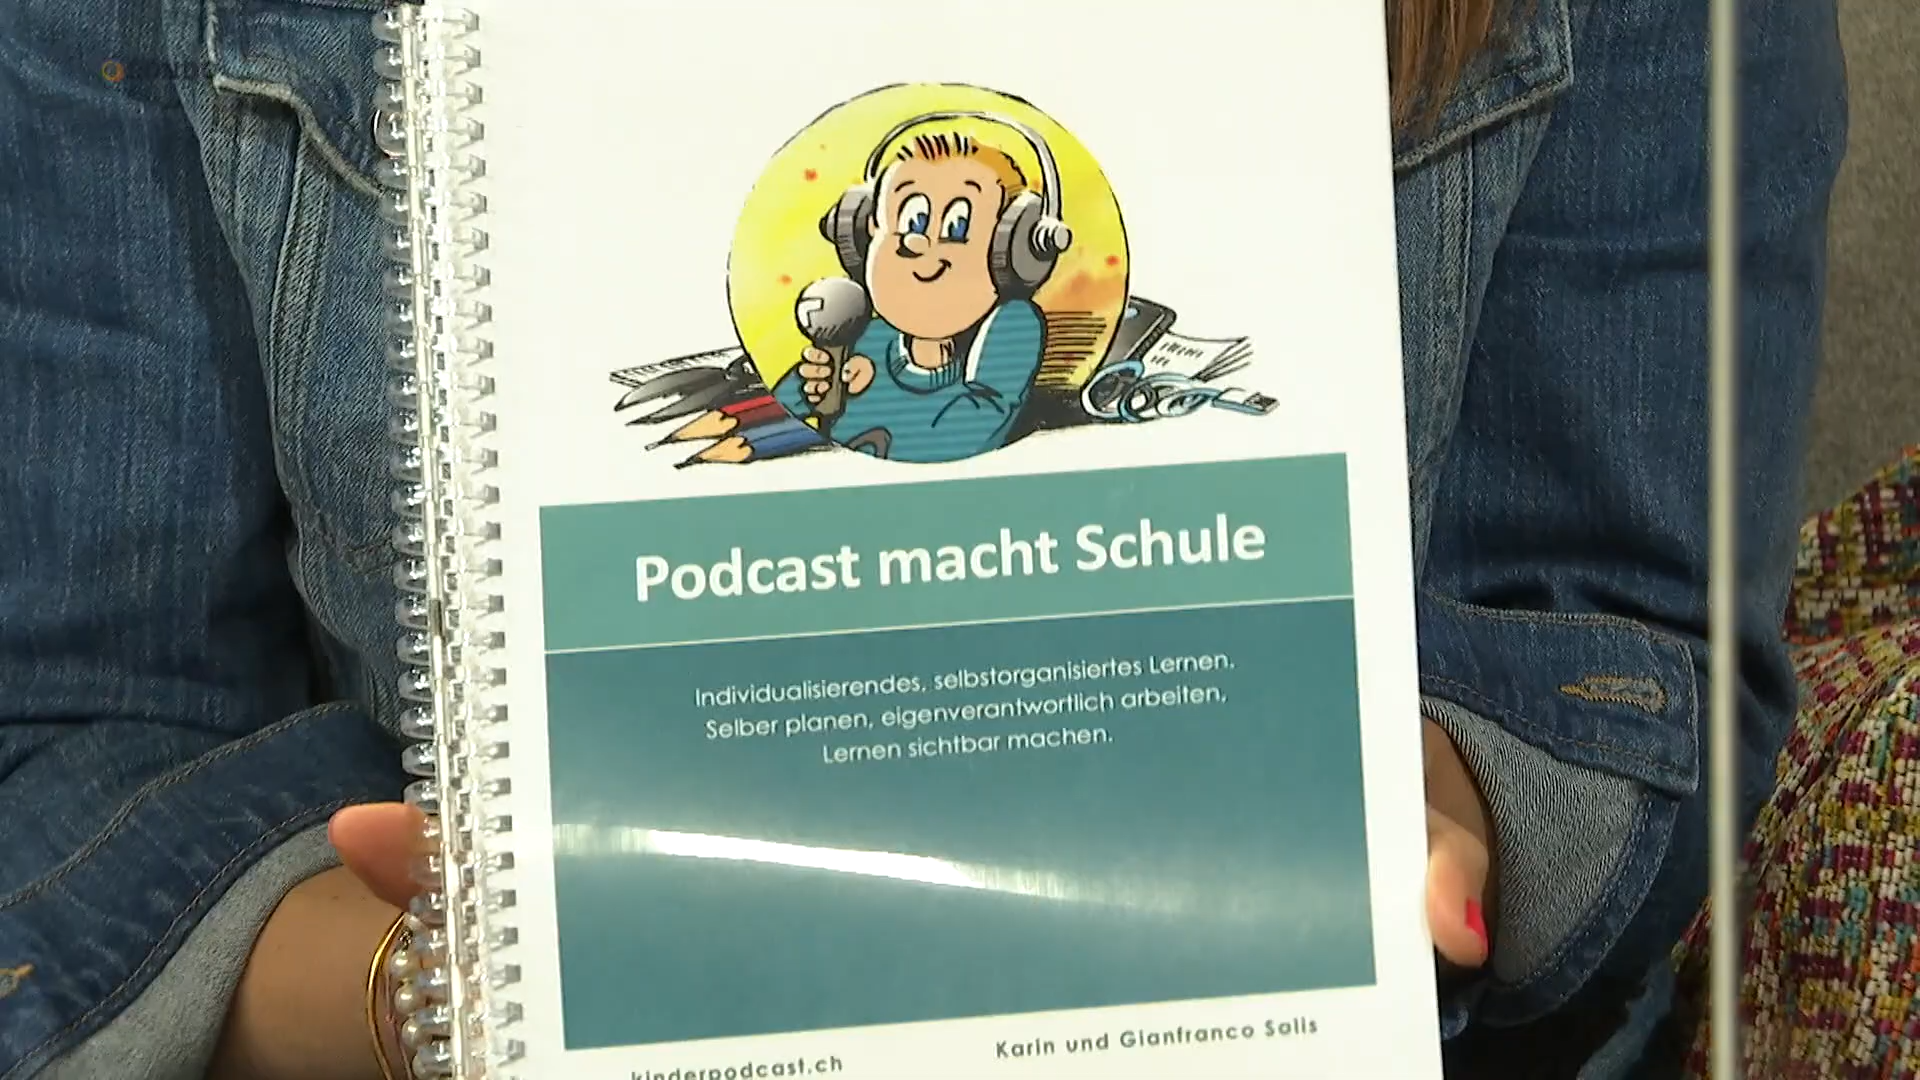 Podcast macht Schule
Individualisierendes, selbstorganisiertes Lernen.
Selber planen, eigenverantwortlich arbeiten,
Lernen sichtbar machen.
kinderpodcast.ch
Karin und Gianfranco Salis